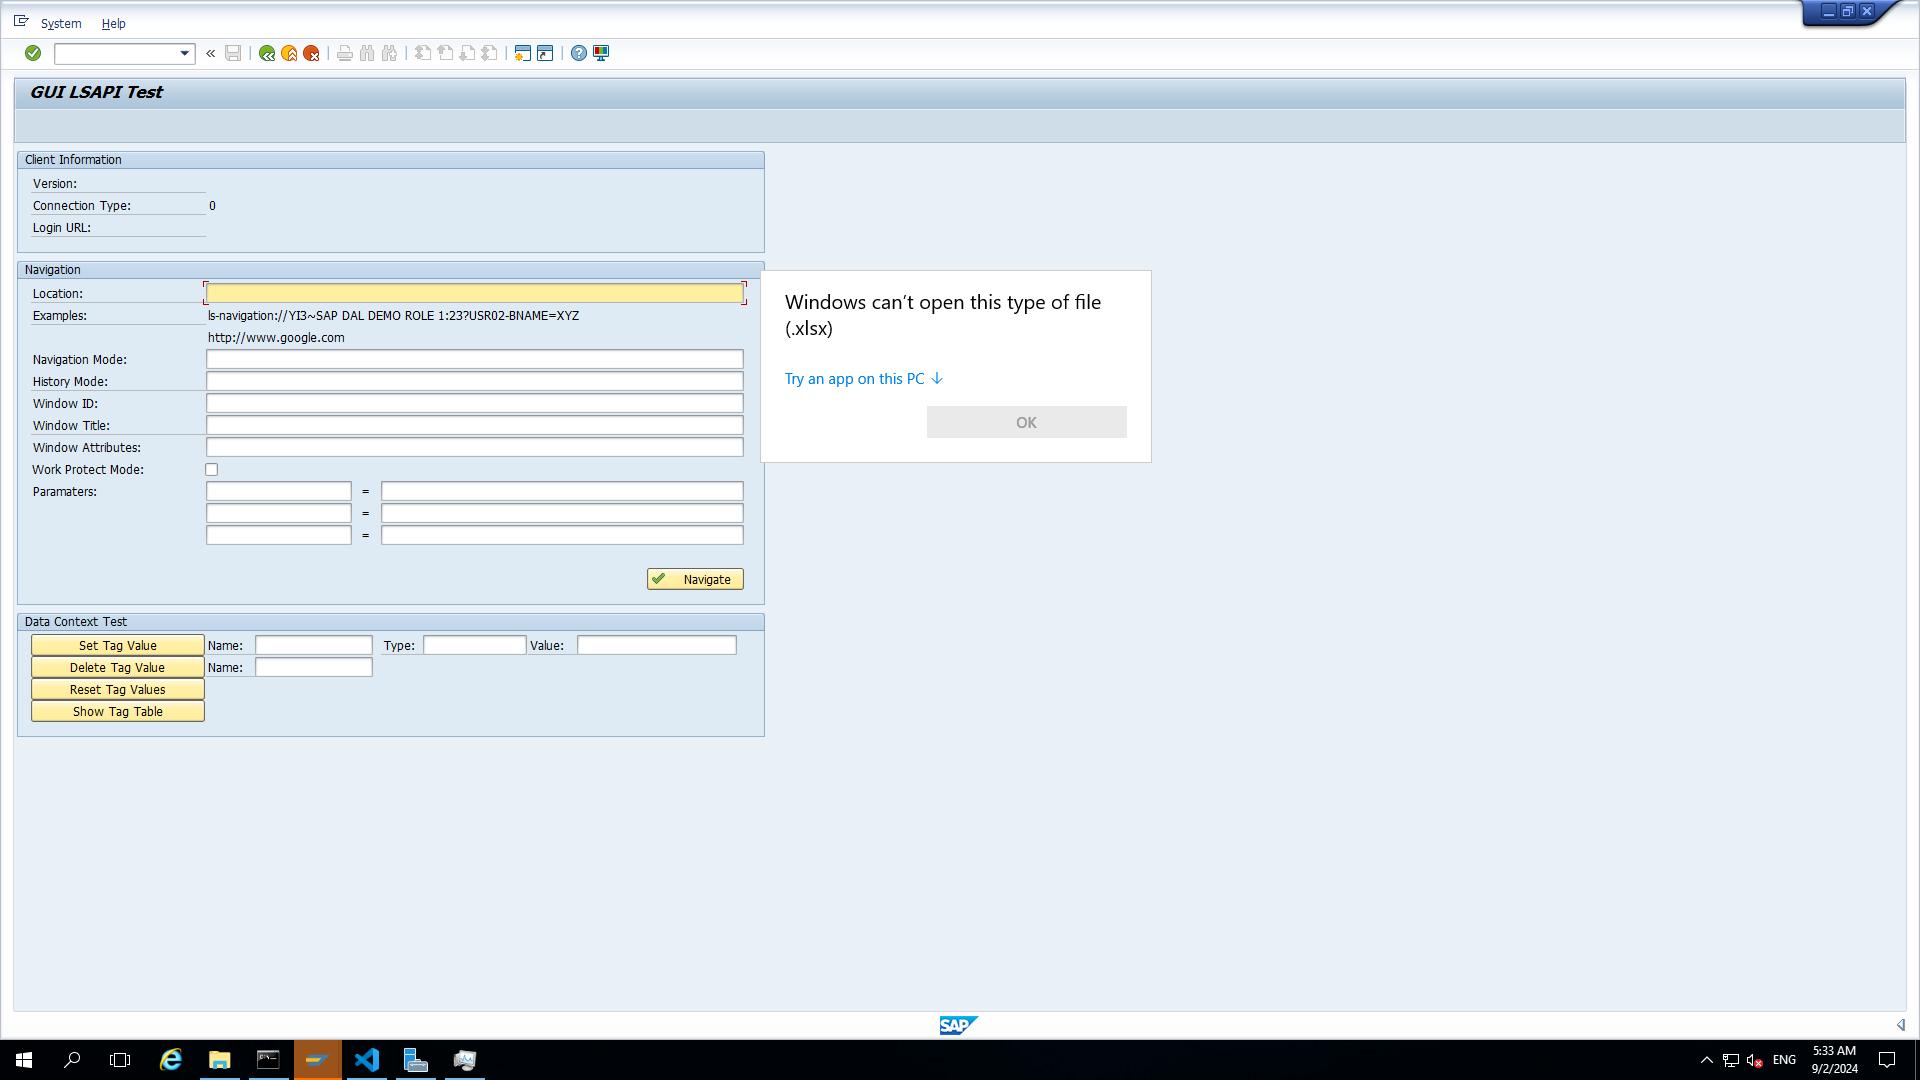 System Help
GUI LSAPI Test
Client Information
Version:
Connection Type: 0
Login URL:
Navigation
Location:
Examples: ls-navigation://YI3~SAP DAL DEMO ROLE 1:23?USR02-BNAME=XYZ
http://www.google.com
Navigation Mode:
History Mode:
Window ID:
Window Title:
Window Attributes:
Work Protect Mode:
Paramaters: =
=
=
Navigate
Data Context Test
Set Tag Value Name: Type: Value:
Delete Tag Value Name:
Reset Tag Values
Show Tag Table
Windows can't open this type of file
(.xlsx)
Try an app on this PC
OK
SAP
ENG
5:33 AM
9/2/2024